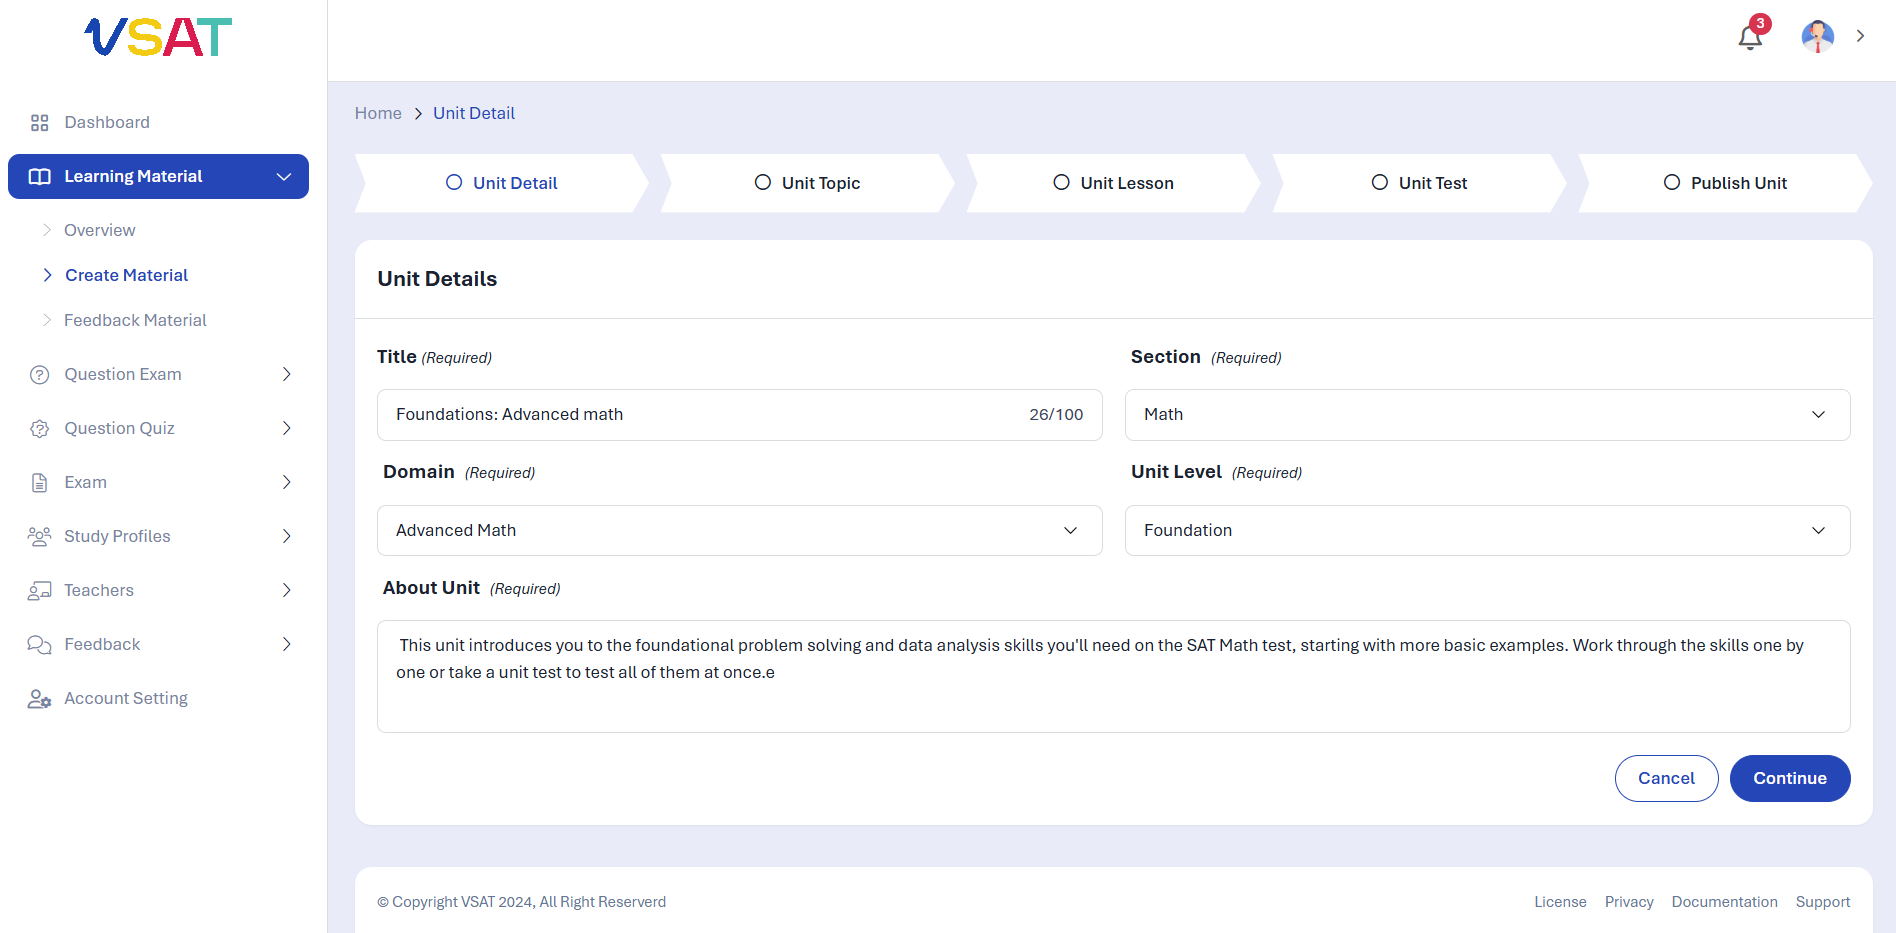 VSAT
3
Dashboard
Learning Material
Overview
Create Material
Feedback Material
Question Exam
Question Quiz
Exam
Study Profiles
Teachers
Feedback
Account Setting
Home > Unit Detail
Unit Detail
Unit Topic
Unit Lesson
Unit Test
Publish Unit
Unit Details
Title (Required)
Foundations: Advanced math 26/100
Section (Required)
Math
Domain (Required)
Advanced Math
Unit Level (Required)
Foundation
About Unit (Required)
This unit introduces you to the foundational problem solving and data analysis skills you'll need on the SAT Math test, starting with more basic examples. Work through the skills one by
one or take a unit test to test all of them at once.e
Cancel
Continue
© Copyright VSAT 2024, All Right Reserverd
License Privacy Documentation Support